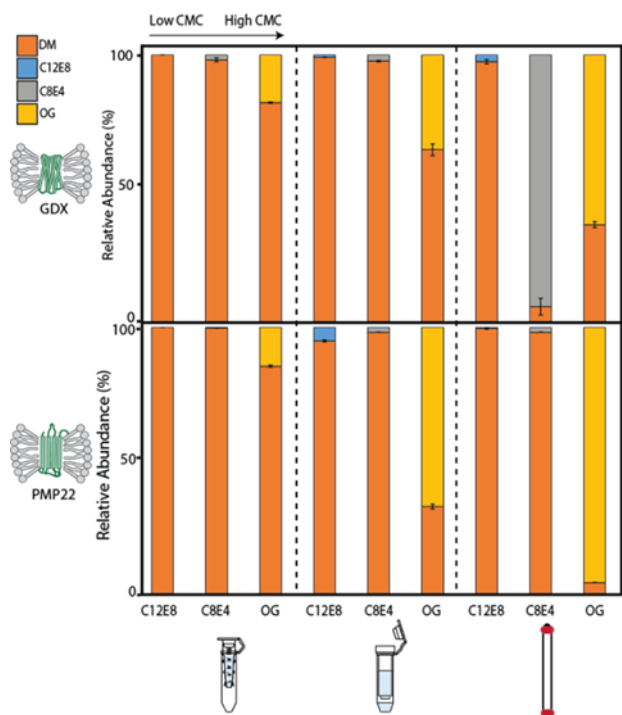 Low CMC High CMC
DM
C12E8
C8E4
OG
GDX
Relative Abundance (%)
100
50
0
PMP22
Relative Abundance (%)
100
50
0
C12E8 C8E4 OG C12E8 C8E4 OG C12E8 C8E4 OG